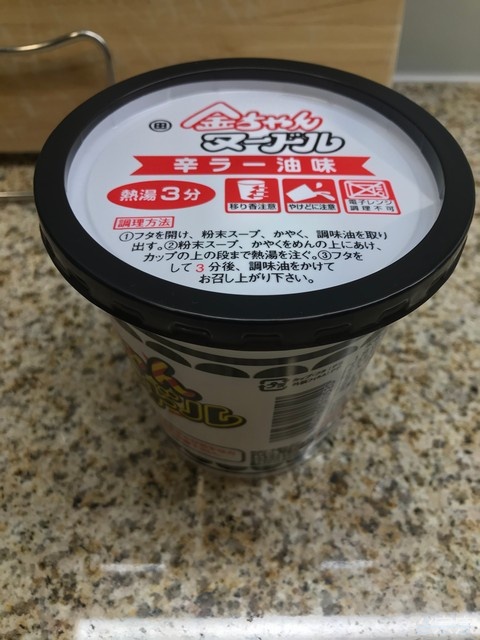 田 金ちゃん
ヌードル
辛ラー油味
熱湯3分
移り香注意 やけどに注意 電子レンジ調理不可
調理方法
①フタを開け、粉末スープ、かやく、調味油を取り
出す。②粉末スープ、かやくをめんの上にあけ、
カップの上の段まで熱湯を注ぐ。③フタを
して3分後、調味油をかけて
お召し上がり下さい。